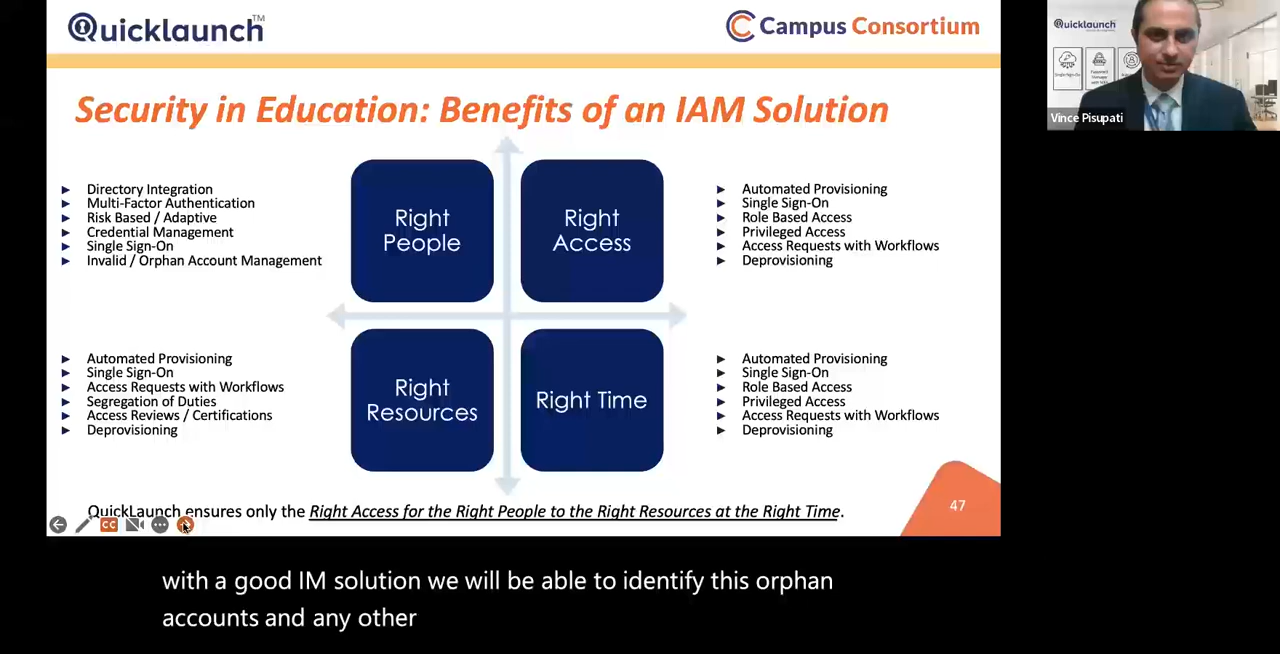 Quicklaunch™
Campus Consortium
Security in Education: Benefits of an IAM Solution
Directory Integration
Multi-Factor Authentication
Risk Based / Adaptive
Credential Management
Single Sign-On
Invalid / Orphan Account Management
Right
People
Right
Access
Automated Provisioning
Single Sign-On
Role Based Access
Privileged Access
Access Requests with Workflows
Deprovisioning
Automated Provisioning
Single Sign-On
Access Requests with Workflows
Segregation of Duties
Access Reviews / Certifications
Deprovisioning
Right
Resources
Right Time
Automated Provisioning
Single Sign-On
Role Based Access
Privileged Access
Access Requests with Workflows
Deprovisioning
QuickLaunch ensures only the Right Access for the Right People to the Right Resources at the Right Time.
47
CC
Quicklaunch
Single Sign-On
Vince Pisupati
with a good IM solution we will be able to identify this orphan
accounts and any other